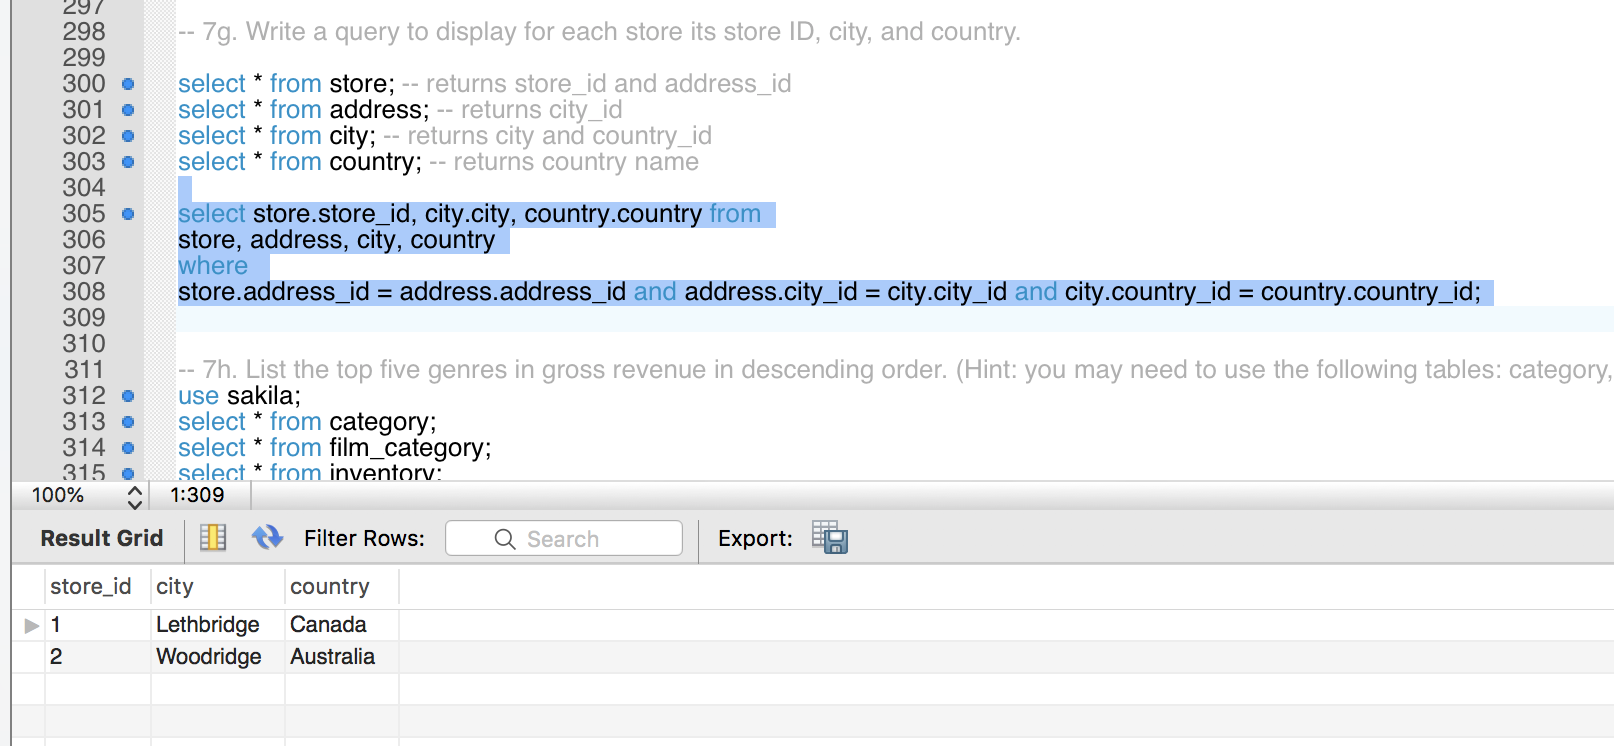 297
298 -- 7g. Write a query to display for each store its store ID, city, and country.
299
300 select * from store; -- returns store_id and address_id
301 select * from address; -- returns city_id
302 select * from city; -- returns city and country_id
303 select * from country; -- returns country name
304
305 select store.store_id, city.city, country.country from
306 store, address, city, country
307 where
308 store.address_id = address.address_id and address.city_id = city.city_id and city.country_id = country.country_id;
309
310
311 -- 7h. List the top five genres in gross revenue in descending order. (Hint: you may need to use the following tables: category,
312 use sakila;
313 select * from category;
314 select * from film_category;
315 select * from inventory;
100% 1:309
Result Grid Filter Rows: Search Export:
store_id city country
1 Lethbridge Canada
2 Woodridge Australia